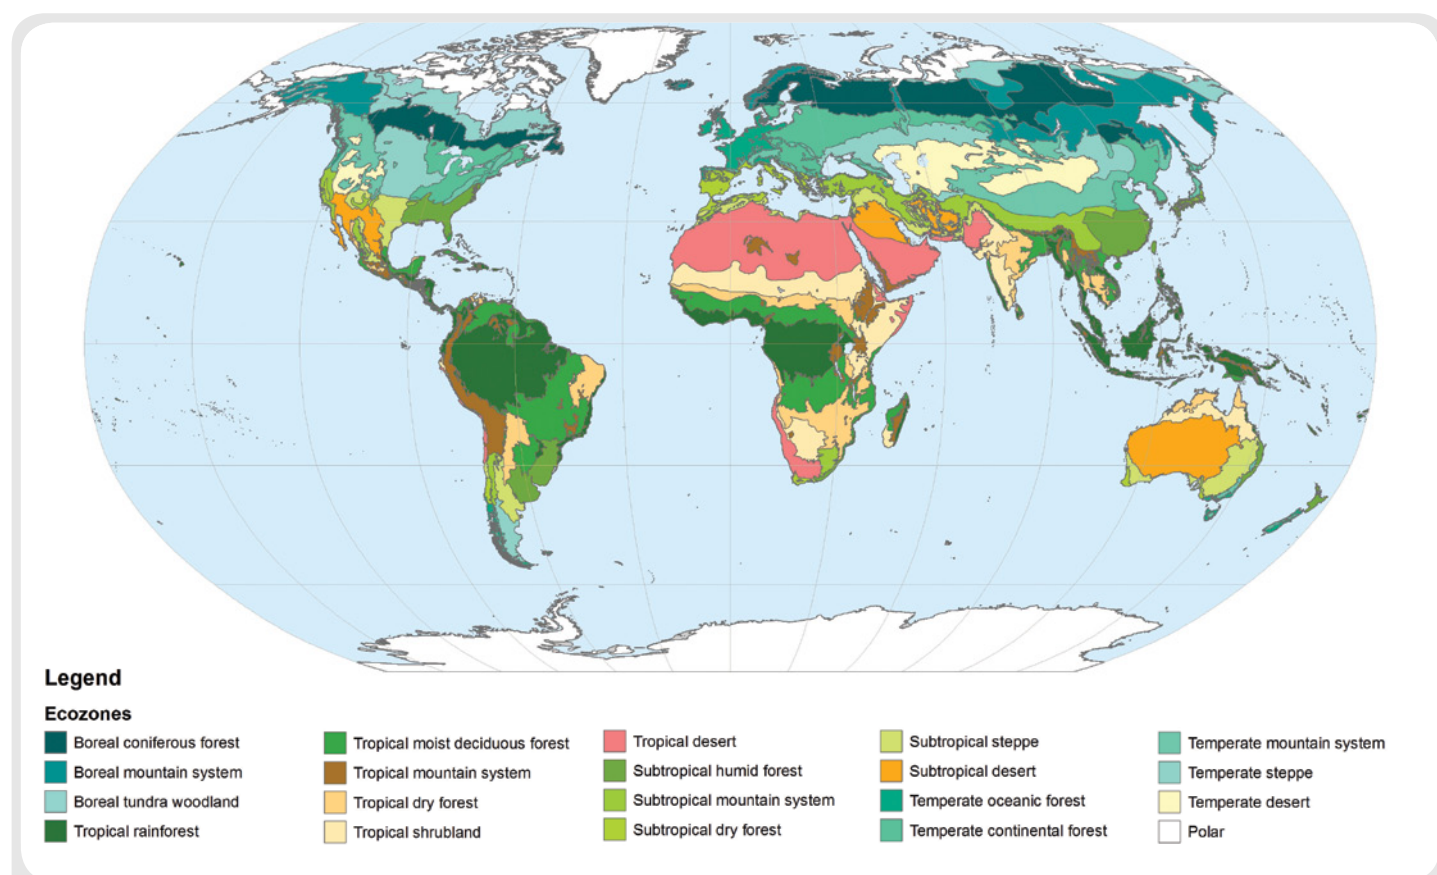 Legend
Ecozones
Boreal coniferous forest
Boreal mountain system
Boreal tundra woodland
Tropical rainforest
Tropical moist deciduous forest
Tropical mountain system
Tropical dry forest
Tropical shrubland
Tropical desert
Subtropical humid forest
Subtropical mountain system
Subtropical dry forest
Subtropical steppe
Subtropical desert
Temperate oceanic forest
Temperate continental forest
Temperate mountain system
Temperate steppe
Temperate desert
Polar